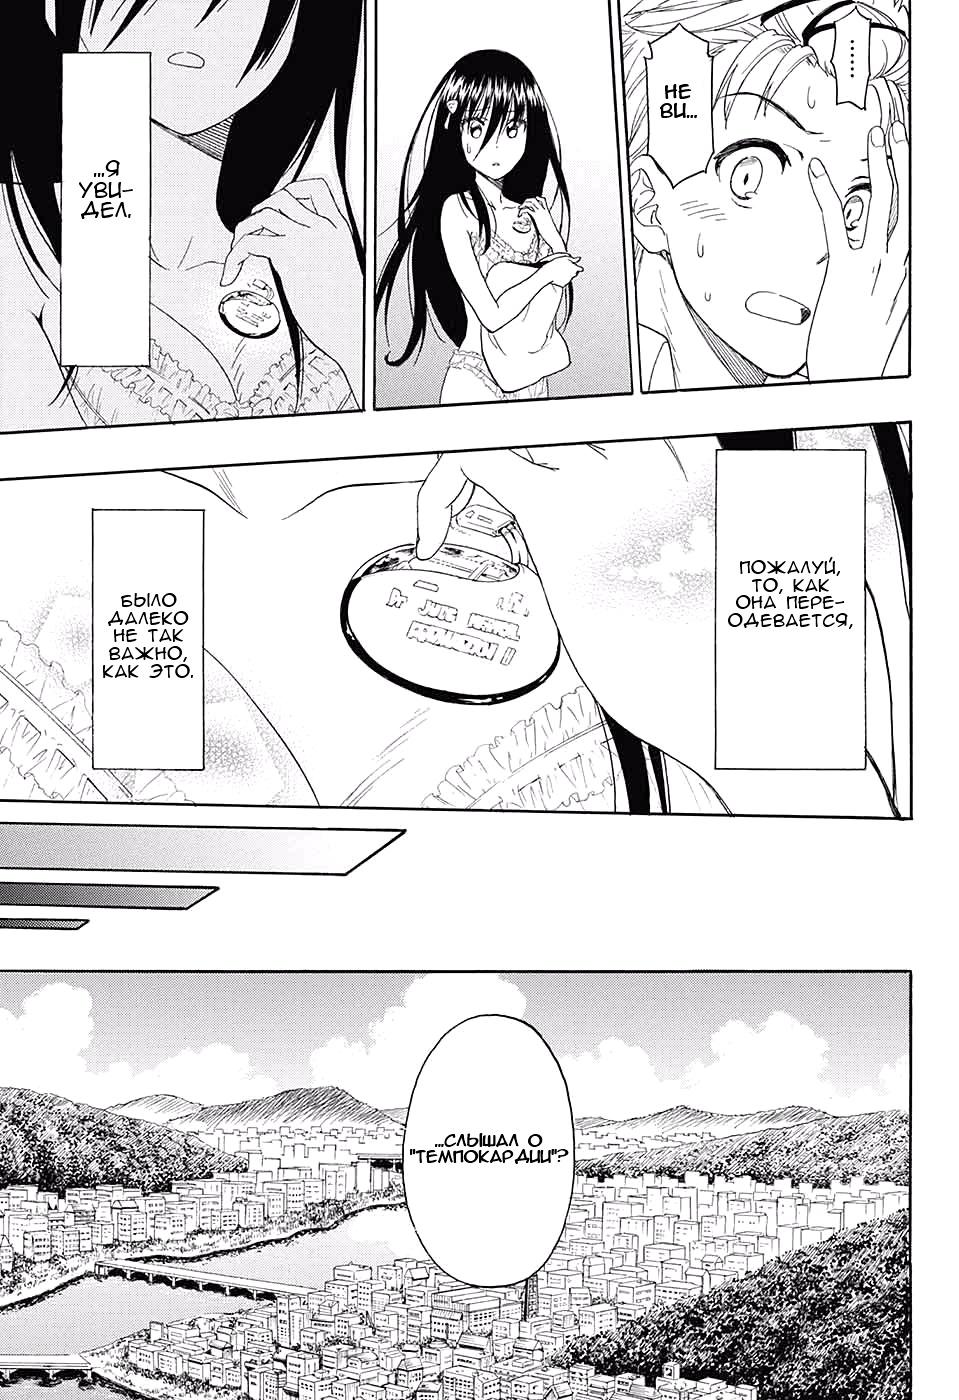 .......
НЕ
ВИ...
...Я
УВИ-
ДЕЛ.
ПОЖАЛУЙ,
ТО, КАК
ОНА ПЕРЕ-
ОДЕВАЕТСЯ,
БЫЛО
ДАЛЕКО
НЕ ТАК
ВАЖНО,
КАК ЭТО.
...СЛЫШАЛ О
"ТЕМПОКАРДИИ"?